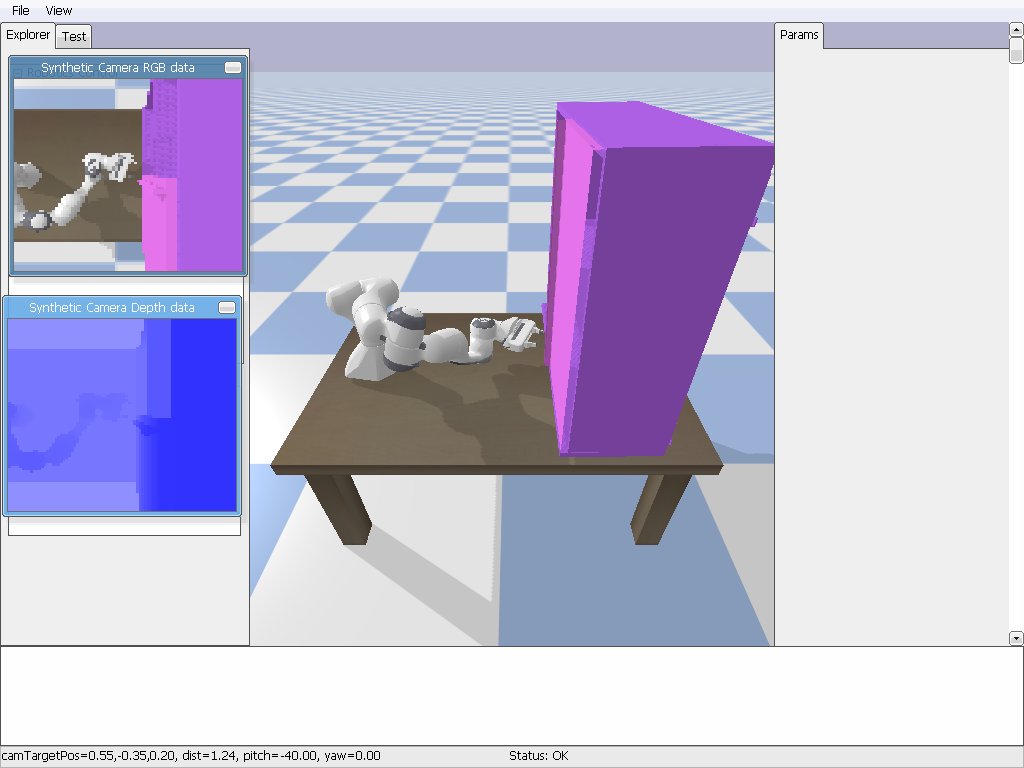 File View
Explorer Test
Params
Synthetic Camera RGB data
Synthetic Camera Depth data
camTargetPos=0.55,-0.35,0.20, dist=1.24, pitch=-40.00, yaw=0.00
Status: OK